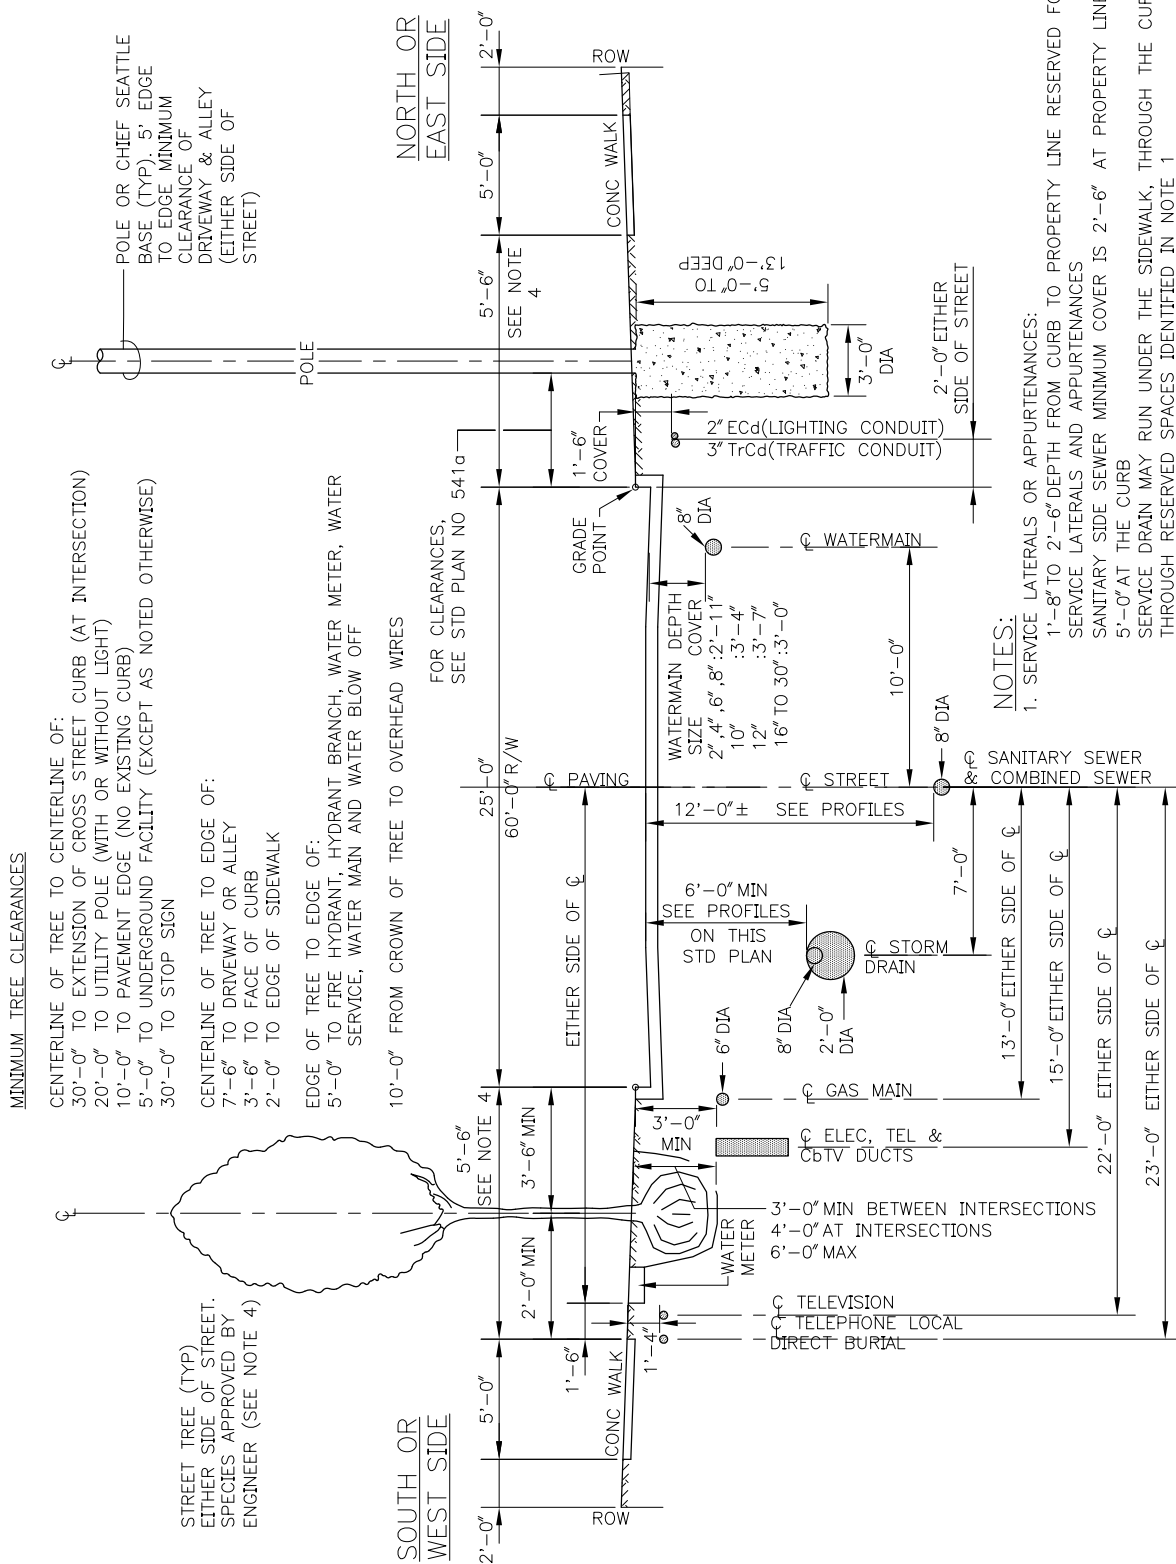 MINIMUM TREE CLEARANCES
CENTERLINE OF TREE TO CENTERLINE OF:
30'-0" TO EXTENSION OF CROSS STREET CURB (AT INTERSECTION)
20'-0" TO UTILITY POLE (WITH OR WITHOUT LIGHT)
10'-0" TO PAVEMENT EDGE (NO EXISTING CURB)
5'-0" TO UNDERGROUND FACILITY (EXCEPT AS NOTED OTHERWISE)
30'-0" TO STOP SIGN
CENTERLINE OF TREE TO EDGE OF:
7'-6" TO DRIVEWAY OR ALLEY
3'-6" TO FACE OF CURB
2'-0" TO EDGE OF SIDEWALK
EDGE OF TREE TO EDGE OF:
5'-0" TO FIRE HYDRANT, HYDRANT BRANCH, WATER METER, WATER
SERVICE, WATER MAIN AND WATER BLOW OFF
10'-0" FROM CROWN OF TREE TO OVERHEAD WIRES
STREET TREE (TYP)
EITHER SIDE OF STREET.
SPECIES APPROVED BY
ENGINEER (SEE NOTE 4)
℄
℄
POLE OR CHIEF SEATTLE
BASE (TYP). 5' EDGE
TO EDGE MINIMUM
CLEARANCE OF
DRIVEWAY & ALLEY
(EITHER SIDE OF
STREET)
POLE
FOR CLEARANCES,
SEE STD PLAN NO 541a
SOUTH OR
WEST SIDE
NORTH OR
EAST SIDE
2'-0"
5'-0"
5'-6"
SEE NOTE 4
25'-0"
60'-0" R/W
5'-6"
SEE NOTE
4
5'-0"
2'-0"
2'-0" MIN
3'-6" MIN
1'-6"
EITHER SIDE OF ℄
℄ PAVING
ROW
CONC WALK
1'-4"
WATER
METER
3'-0"
MIN
GRADE
POINT
1'-6"
COVER
CONC WALK
ROW
5'-0" TO
13'-0" DEEP
3'-0"
DIA
2'-0" EITHER
SIDE OF STREET
2" ECd(LIGHTING CONDUIT)
3" TrCd(TRAFFIC CONDUIT)
8"
DIA
℄ WATERMAIN
WATERMAIN DEPTH
SIZE COVER
2",4",6",8":2'-11"
10" :3'-4"
12" :3'-7"
16" TO 30":3'-0"
10'-0"
℄ STREET
12'-0"± SEE PROFILES
8" DIA
℄ SANITARY SEWER
& COMBINED SEWER
6'-0" MIN
SEE PROFILES
ON THIS
STD PLAN
8" DIA
2'-0"
DIA
℄ STORM
DRAIN
7'-0"
6" DIA
℄ GAS MAIN
13'-0" EITHER SIDE OF ℄
℄ ELEC, TEL &
CbTV DUCTS
15'-0" EITHER SIDE OF ℄
3'-0" MIN BETWEEN INTERSECTIONS
4'-0" AT INTERSECTIONS
6'-0" MAX
℄ TELEVISION
℄ TELEPHONE LOCAL
DIRECT BURIAL
22'-0" EITHER SIDE OF ℄
23'-0" EITHER SIDE OF ℄
NOTES:
1. SERVICE LATERALS OR APPURTENANCES:
1'-8" TO 2'-6" DEPTH FROM CURB TO PROPERTY LINE RESERVED
SERVICE LATERALS AND APPURTENANCES
SANITARY SIDE SEWER MINIMUM COVER IS 2'-6" AT PROPERTY
5'-0" AT THE CURB
SERVICE DRAIN MAY RUN UNDER THE SIDEWALK, THROUGH THE
THROUGH RESERVED SPACES IDENTIFIED IN NOTE 1